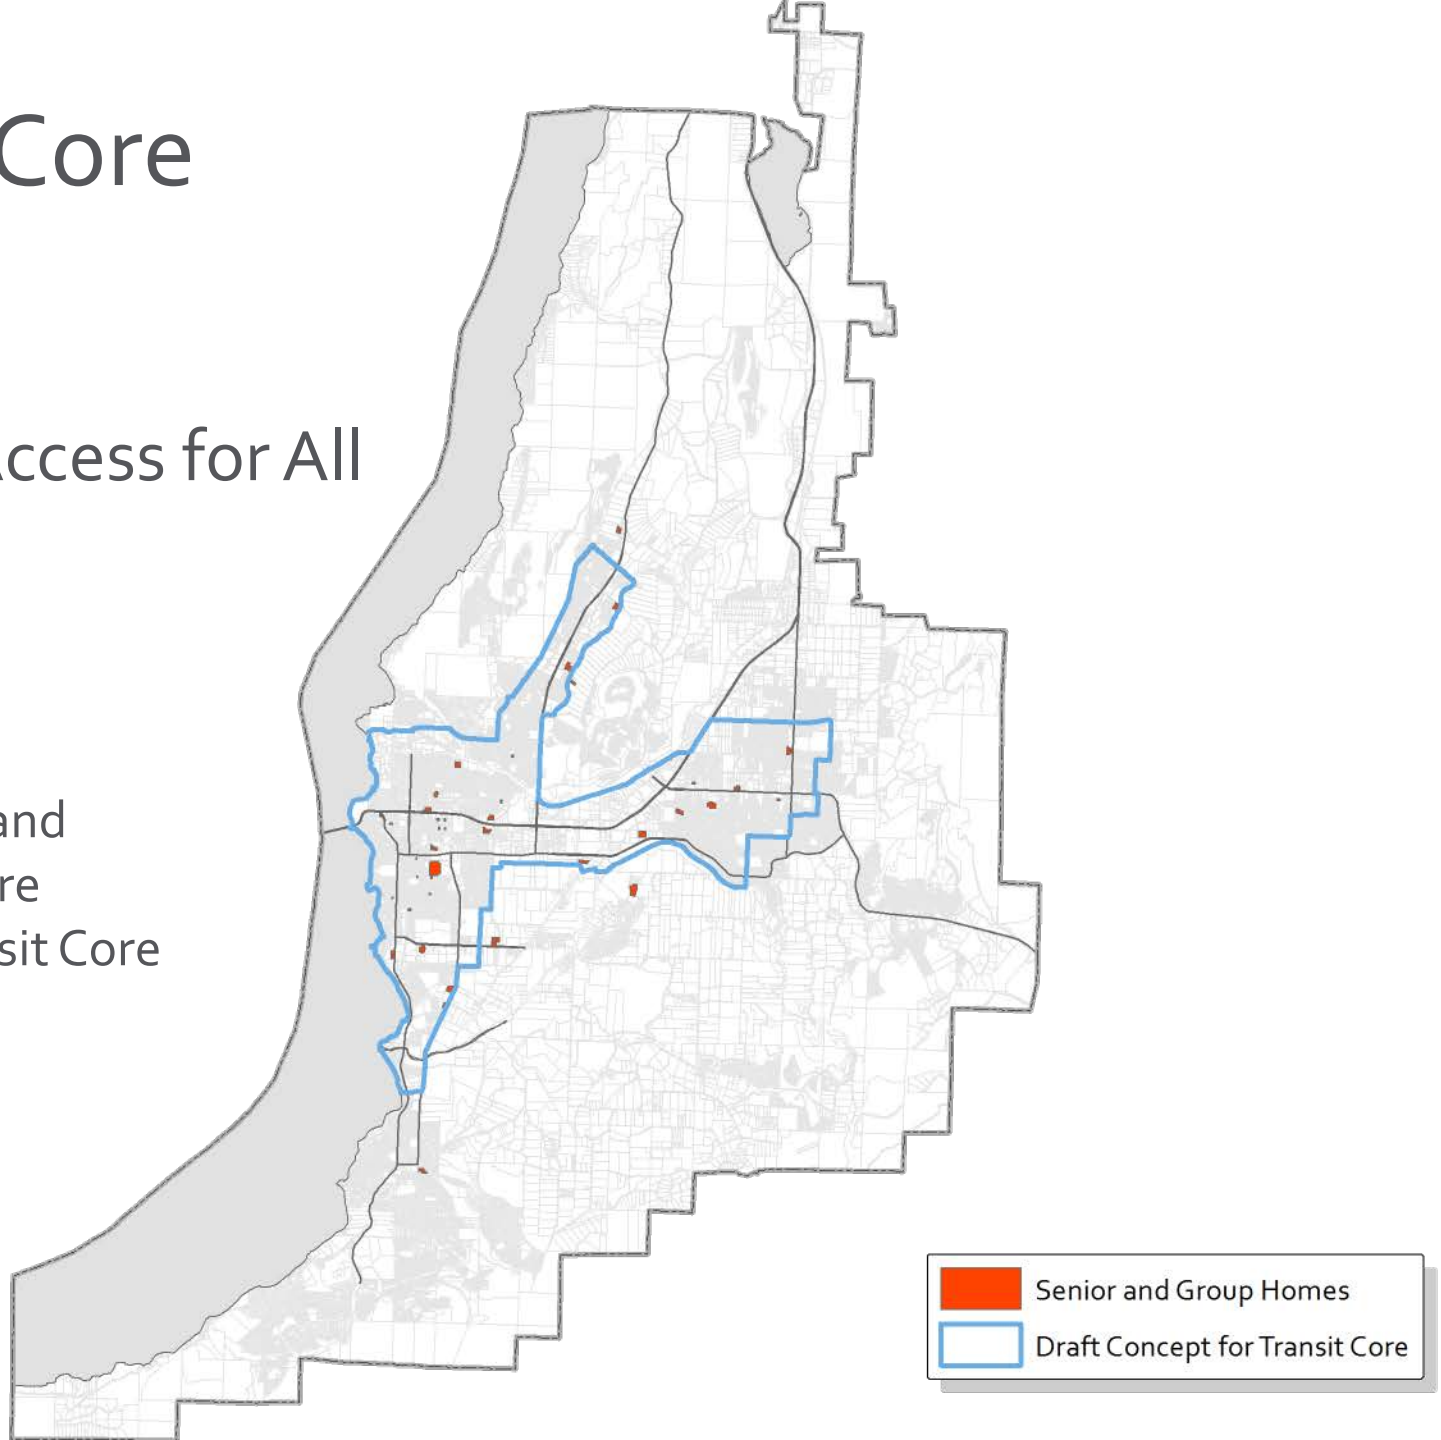 Core
ccess for All
and
re
sit Core
Senior and Group Homes
Draft Concept for Transit Core